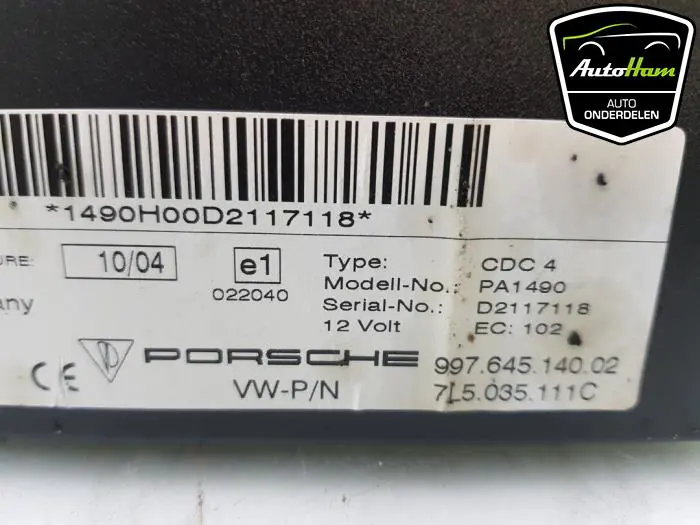 AutoHam
AUTO
ONDERDELEN
*1490H00D2117118*
URE: 10/04 e1 Type: CDC 4
022040 Modell-No.: PA1490
any Serial-No.: D2117118
12 Volt EC: 102
CE PORSCHE 997.645.140.02
VW-P/N 7L5.035.111C